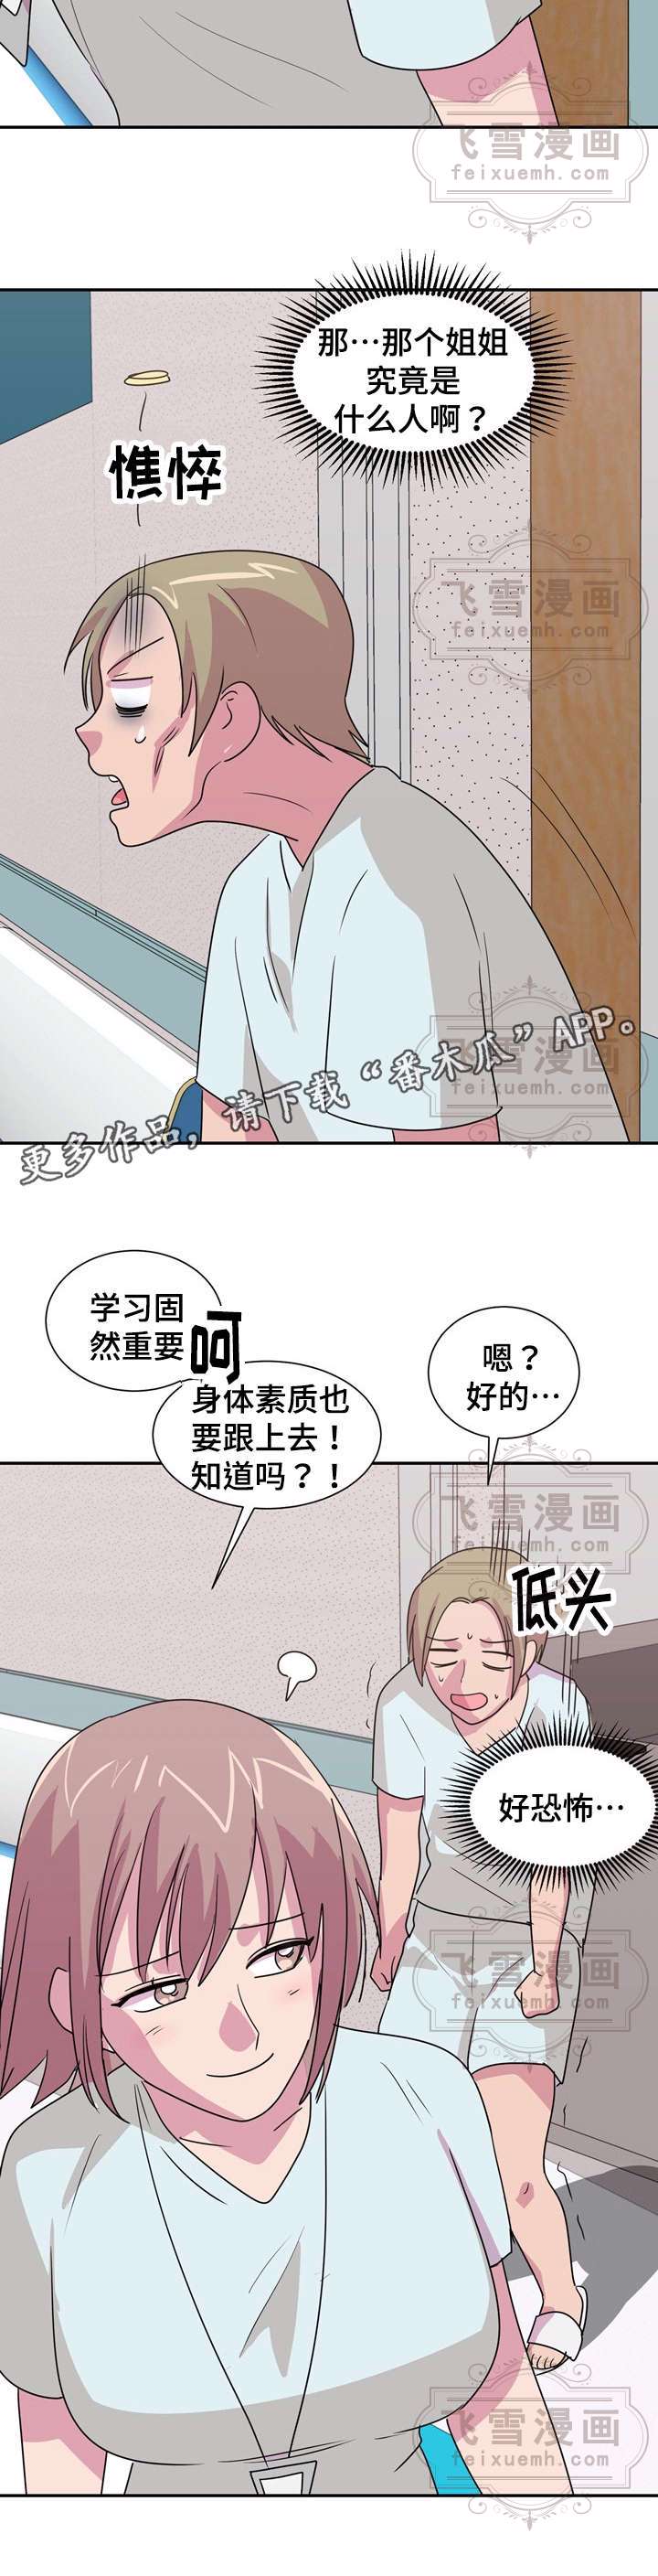 飞雪漫画
feixuemh.com
那…那个姐姐
究竟是
什么人啊？
憔悴
飞雪漫画
feixuemh.com
飞雪漫画
feixuemh.com
更多作品，请下载“番木瓜”APP。
学习固
然重要
呵
身体素质也
要跟上去！
知道吗？！
嗯？
好的…
飞雪漫画
feixuemh.com
低头
好恐怖…
飞雪漫画
feixuemh.com
飞雪漫画
feixuemh.com